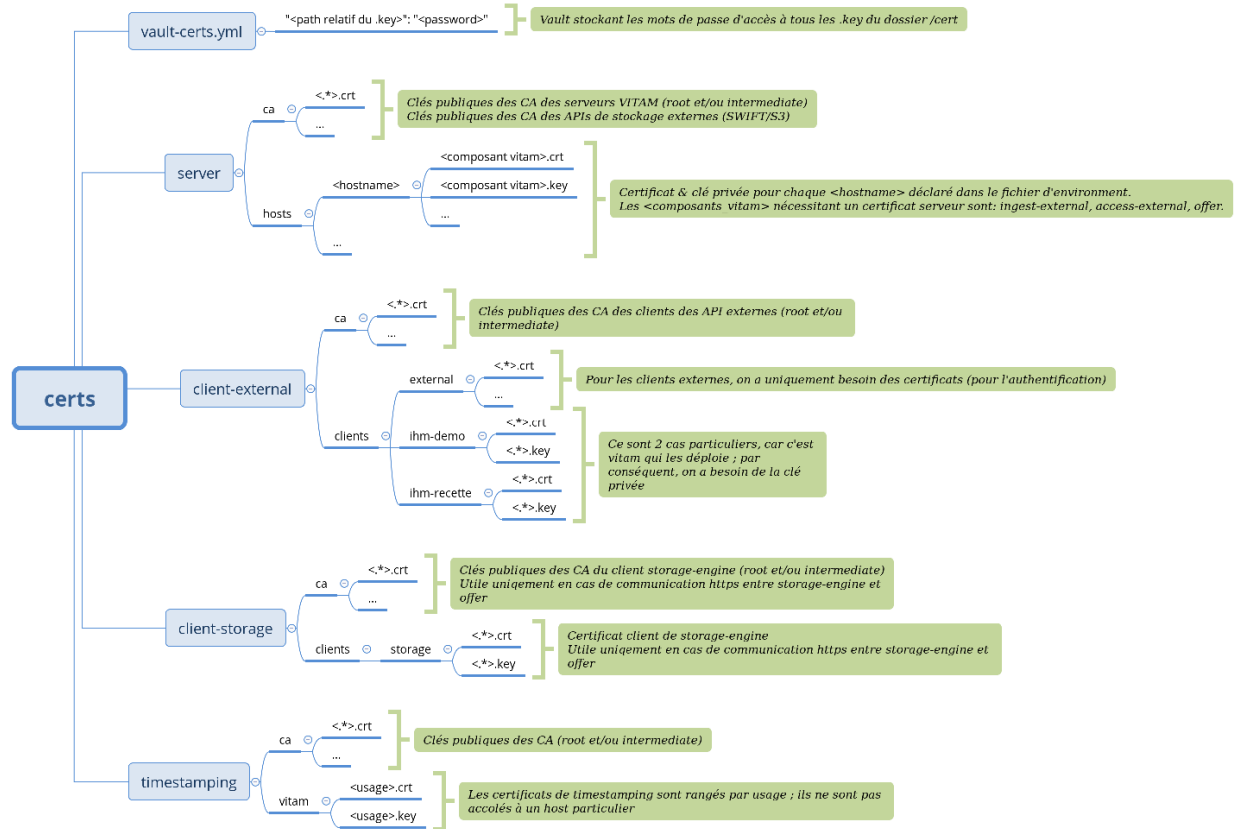 vault-certs.yml
"<path relatif du .key>": "<password>"
Vault stockant les mots de passe d'accès à tous les .key du dossier /cert
server
ca
<.*>.crt
...
Clés publiques des CA des serveurs VITAM (root et/ou intermediate)
Clés publiques des CA des APIs de stockage externes (SWIFT/S3)
hosts
<hostname>
<composant vitam>.crt
<composant vitam>.key
...
...
Certificat & clé privée pour chaque <hostname> déclaré dans le fichier d'environment.
Les <composants vitam> nécessitant un certificat serveur sont: ingest-external, access-external, offer.
certs
client-external
ca
<.*>.crt
...
Clés publiques des CA des clients des API externes (root et/ou
intermediate)
clients
external
<.*>.crt
...
Pour les clients externes, on a uniquement besoin des certificats (pour l'authentification)
ihm-demo
<.*>.crt
<.*>.key
ihm-recette
<.*>.crt
<.*>.key
Ce sont 2 cas particuliers, car c'est
vitam qui les déploie ; par
conséquent, on a besoin de la clé
privée
client-storage
ca
<.*>.crt
...
Clés publiques des CA du client storage-engine (root et/ou intermediate)
Utile uniqement en cas de communication https entre storage-engine et
offer
clients
storage
<.*>.crt
<.*>.key
Certificat client de storage-engine
Utile uniqement en cas de communication https entre storage-engine et
offer
timestamping
ca
<.*>.crt
...
Clés publiques des CA (root et/ou intermediate)
vitam
<usage>.crt
<usage>.key
Les certificats de timestamping sont rangés par usage ; ils ne sont pas
accolés à un host particulier